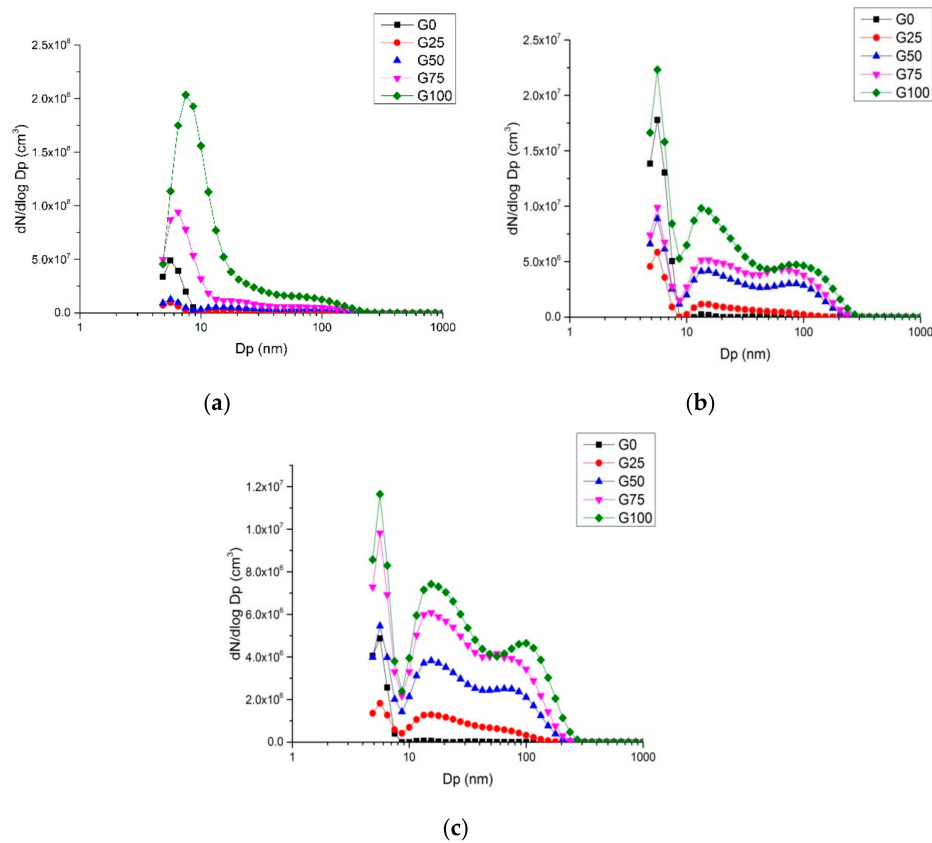 G0
G25
G50
G75
G100
2.5x10⁸
2.0x10⁸
1.5x10⁸
1.0x10⁸
5.0x10⁷
0.0
dN/dlog Dp (cm³)
1 10 100 1000
Dp (nm)
(a)
G0
G25
G50
G75
G100
2.5x10⁷
2.0x10⁷
1.5x10⁷
1.0x10⁷
5.0x10⁶
0.0
dN/dlog Dp (cm³)
1 10 100 1000
Dp (nm)
(b)
G0
G25
G50
G75
G100
1.2x10⁷
1.0x10⁷
8.0x10⁶
6.0x10⁶
4.0x10⁶
2.0x10⁶
0.0
dN/dlog Dp (cm³)
1 10 100 1000
Dp (nm)
(c)